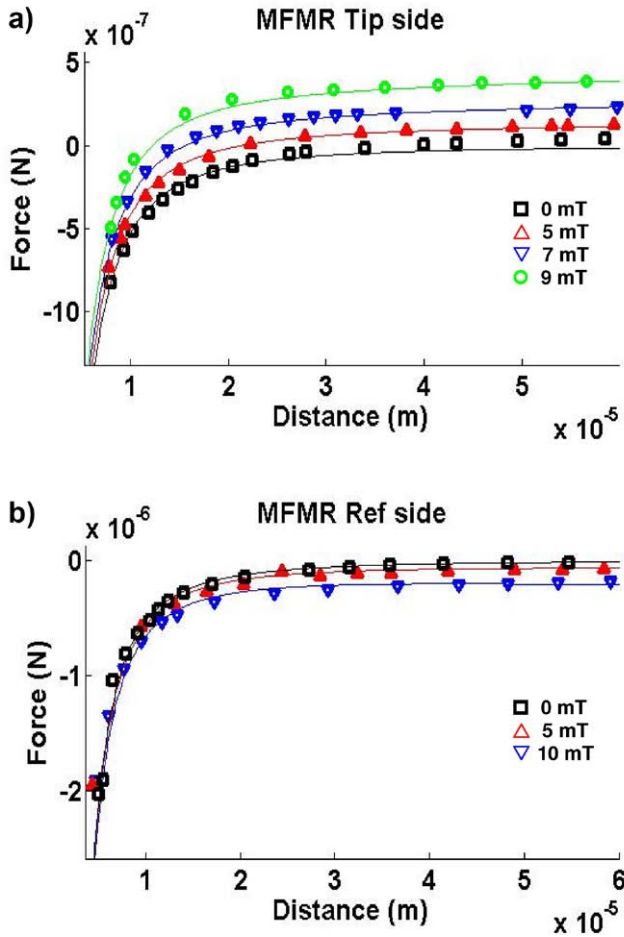 a)
MFMR Tip side
x 10⁻⁷
5
0
-5
-10
Force (N)
0 mT
5 mT
7 mT
9 mT
1
2
3
4
5
Distance (m)
x 10⁻⁵
b)
MFMR Ref side
x 10⁻⁶
0
-1
-2
Force (N)
0 mT
5 mT
10 mT
1
2
3
4
5
6
Distance (m)
x 10⁻⁵